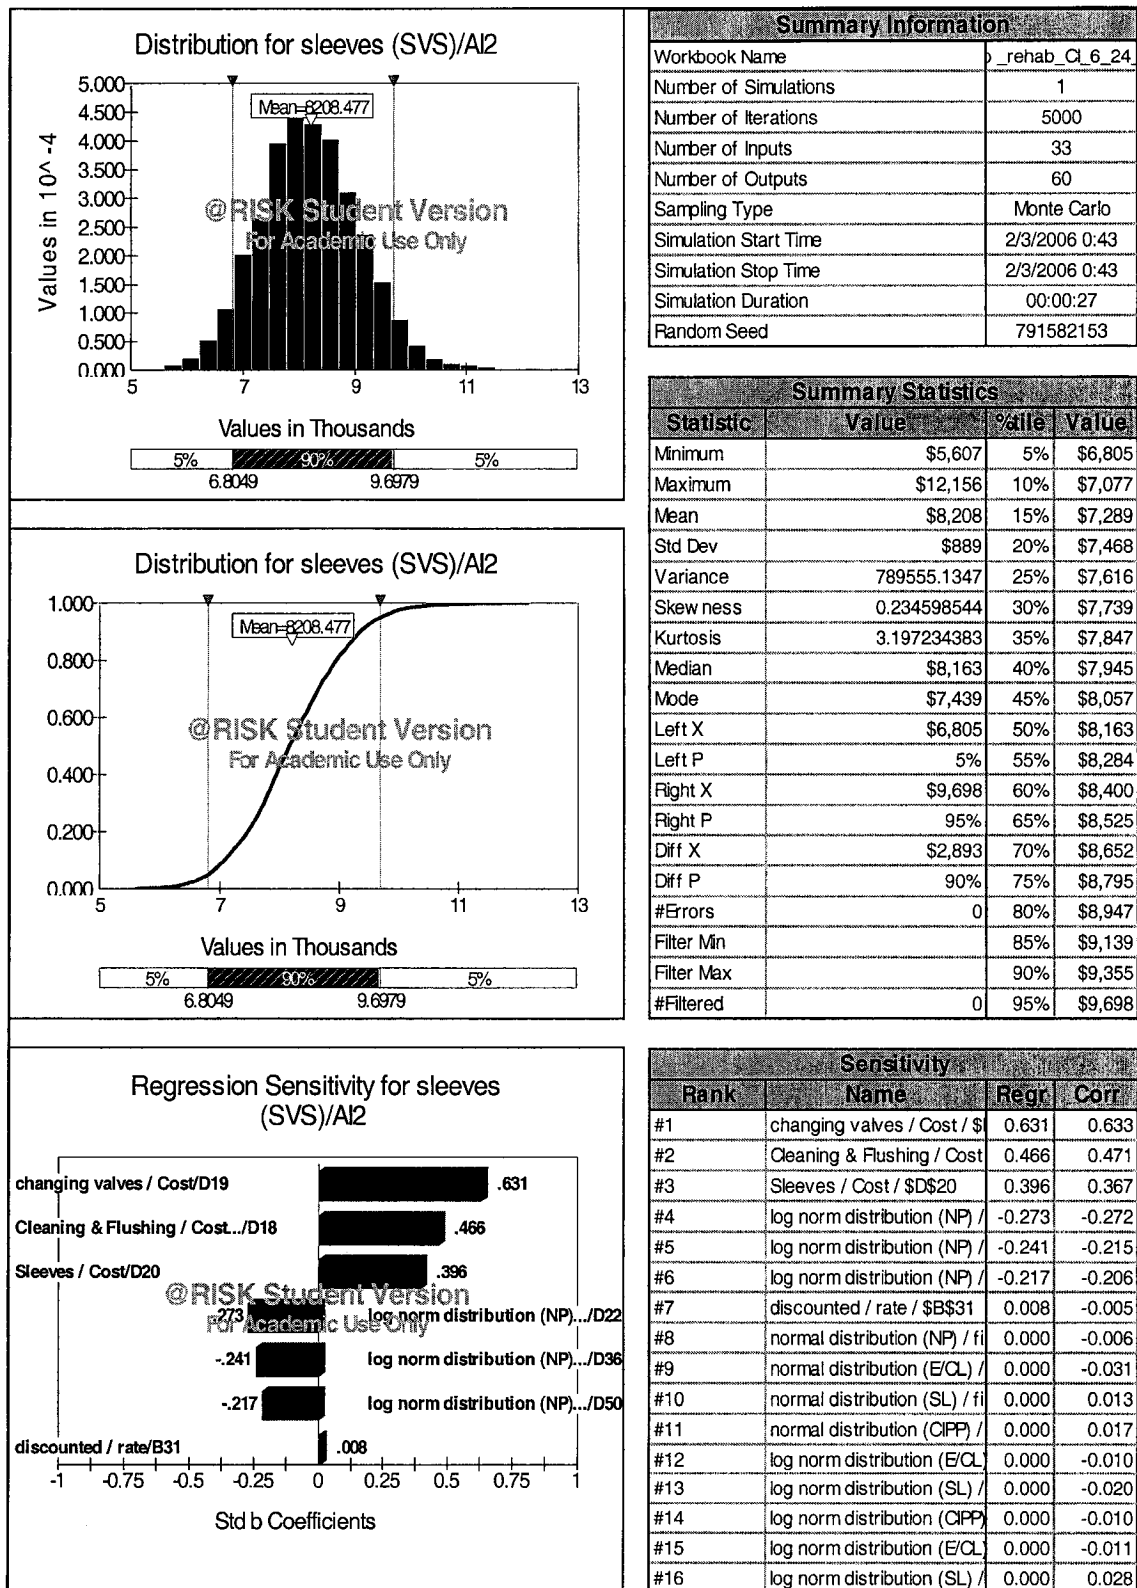 Distribution for sleeves (SVS)/AI2
Mean=8208.477
Values in 10^ -4
5.000
4.500
4.000
3.500
3.000
2.500
2.000
1.500
1.000
0.500
0.000
@RISK Student Version
For Academic Use Only
5 7 9 11 13
Values in Thousands
5% 90% 5%
6.8049 9.6979
Distribution for sleeves (SVS)/AI2
Mean=8208.477
1.000
0.800
0.600
0.400
0.200
0.000
@RISK Student Version
For Academic Use Only
5 7 9 11 13
Values in Thousands
5% 90% 5%
6.8049 9.6979
Regression Sensitivity for sleeves
(SVS)/AI2
changing valves / Cost/D19 .631
Cleaning & Flushing / Cost.../D18 .466
Sleeves / Cost/D20 .396
@RISK Student Version
For Academic Use Only
-.273 log norm distribution (NP).../D22
-.241 log norm distribution (NP).../D36
-.217 log norm distribution (NP).../D50
discounted / rate/B31 .008
-1 -0.75 -0.5 -0.25 0 0.25 0.5 0.75 1
Std b Coefficients
Summary Information
Workbook Name _rehab_CI_6_24_
Number of Simulations 1
Number of Iterations 5000
Number of Inputs 33
Number of Outputs 60
Sampling Type Monte Carlo
Simulation Start Time 2/3/2006 0:43
Simulation Stop Time 2/3/2006 0:43
Simulation Duration 00:00:27
Random Seed 791582153
Summary Statistics
Statistic Value %tile Value
Minimum $5,607 5% $6,805
Maximum $12,156 10% $7,077
Mean $8,208 15% $7,289
Std Dev $889 20% $7,468
Variance 789555.1347 25% $7,616
Skewness 0.234598544 30% $7,739
Kurtosis 3.197234383 35% $7,847
Median $8,163 40% $7,945
Mode $7,439 45% $8,057
Left X $6,805 50% $8,163
Left P 5% 55% $8,284
Right X $9,698 60% $8,400
Right P 95% 65% $8,525
Diff X $2,893 70% $8,652
Diff P 90% 75% $8,795
#Errors 0 80% $8,947
Filter Min 85% $9,139
Filter Max 90% $9,355
#Filtered 0 95% $9,698
Sensitivity
Rank Name Regr Corr
#1 changing valves / Cost / $ 0.631 0.633
#2 Cleaning & Flushing / Cost 0.466 0.471
#3 Sleeves / Cost / $D$20 0.396 0.367
#4 log norm distribution (NP) / -0.273 -0.272
#5 log norm distribution (NP) / -0.241 -0.215
#6 log norm distribution (NP) / -0.217 -0.206
#7 discounted / rate / $B$31 0.008 -0.005
#8 normal distribution (NP) / fi 0.000 -0.006
#9 normal distribution (E/CL) / 0.000 -0.031
#10 normal distribution (SL) / fi 0.000 0.013
#11 normal distribution (CIPP) / 0.000 0.017
#12 log norm distribution (E/CL) 0.000 -0.010
#13 log norm distribution (SL) / 0.000 -0.020
#14 log norm distribution (CIPP) 0.000 -0.010
#15 log norm distribution (E/CL) 0.000 -0.011
#16 log norm distribution (SL) / 0.000 0.028